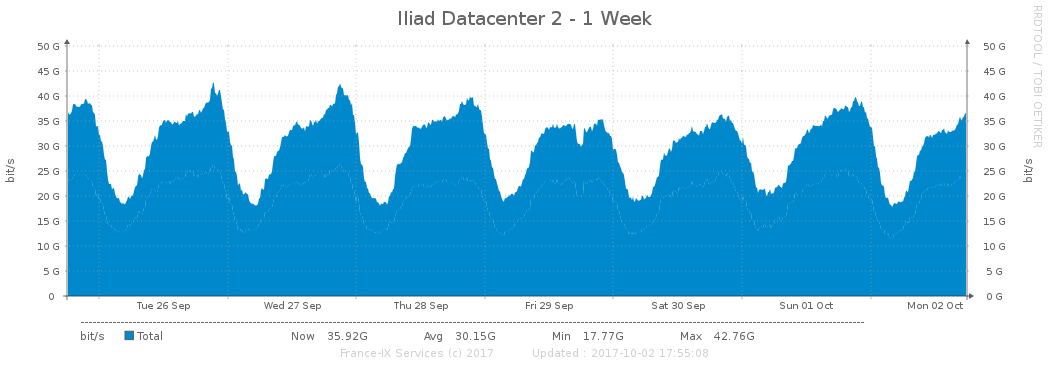 Iliad Datacenter 2 - 1 Week
RRDTOOL / TOBI OETIKER
bit/s
50 G 50 G
45 G 45 G
40 G 40 G
35 G 35 G
30 G 30 G
25 G 25 G
20 G 20 G
15 G 15 G
10 G 10 G
5 G 5 G
0 0 G
bit/s
Tue 26 Sep Wed 27 Sep Thu 28 Sep Fri 29 Sep Sat 30 Sep Sun 01 Oct Mon 02 Oct
bit/s Total Now 35.92G Avg 30.15G Min 17.77G Max 42.76G
France-IX Services (c) 2017 Updated : 2017-10-02 17:55:08